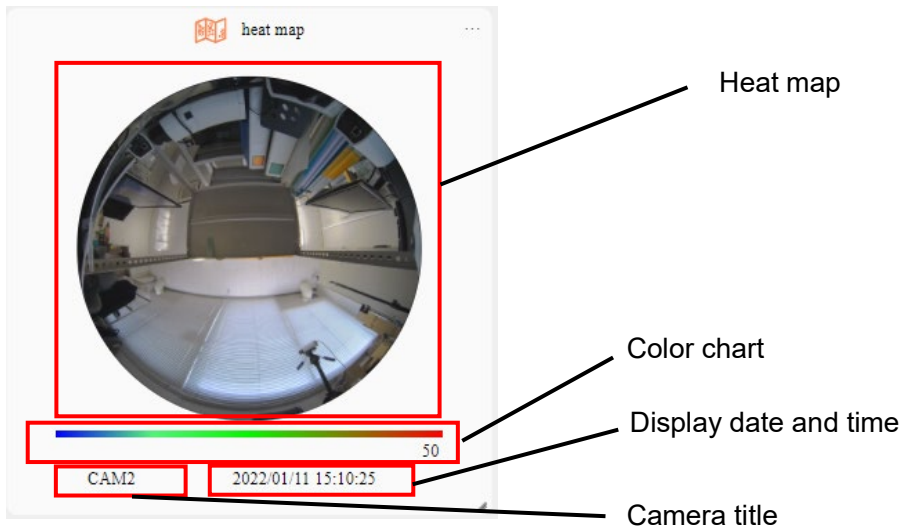 heat map
...
Heat map
Color chart
50
Display date and time
CAM2
2022/01/11 15:10:25
Camera title